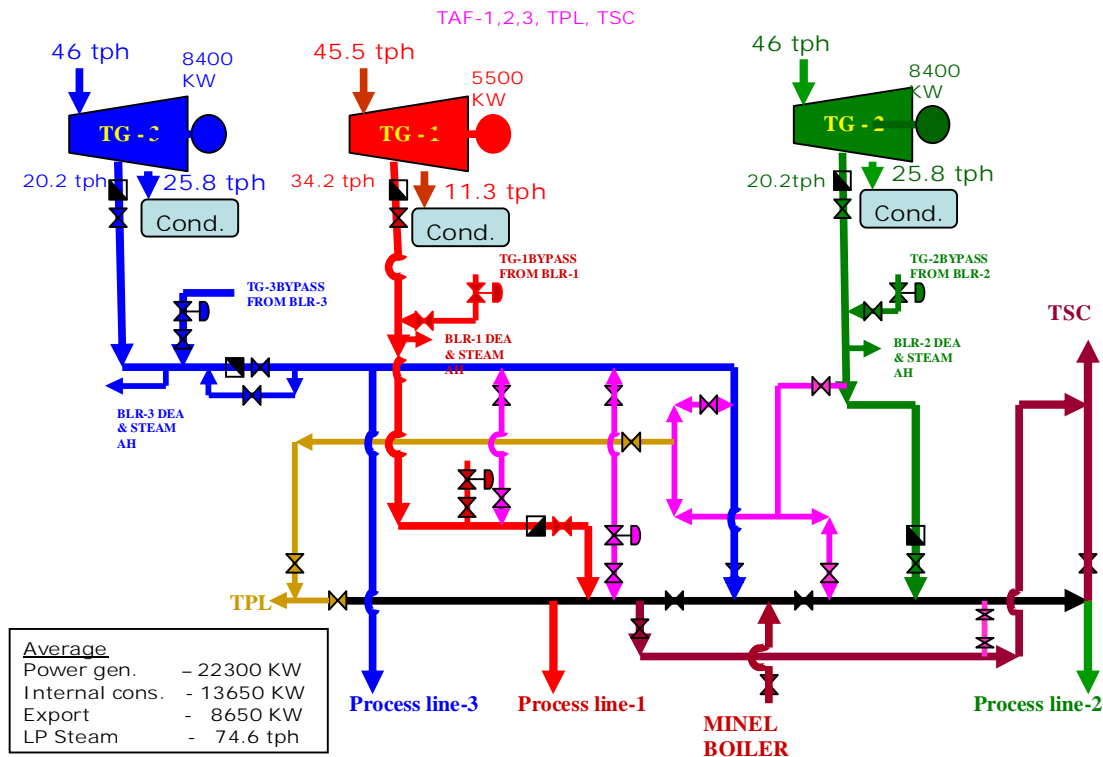 TAF-1,2,3, TPL, TSC
46 tph
8400
KW
45.5 tph
5500
KW
46 tph
8400
KW
TG - 3
TG - 1
TG - 2
20.2 tph
25.8 tph
34.2 tph
11.3 tph
20.2tph
25.8 tph
Cond.
Cond.
Cond.
TG-3BYPASS
FROM BLR-3
TG-1BYPASS
FROM BLR-1
TG-2BYPASS
FROM BLR-2
TSC
BLR-1 DEA
& STEAM
AH
BLR-2 DEA
& STEAM
AH
BLR-3 DEA
& STEAM
AH
TPL
Average
Power gen. – 22300 KW
Internal cons. - 13650 KW
Export - 8650 KW
LP Steam - 74.6 tph
Process line-3
Process line-1
MINEL
BOILER
Process line-2